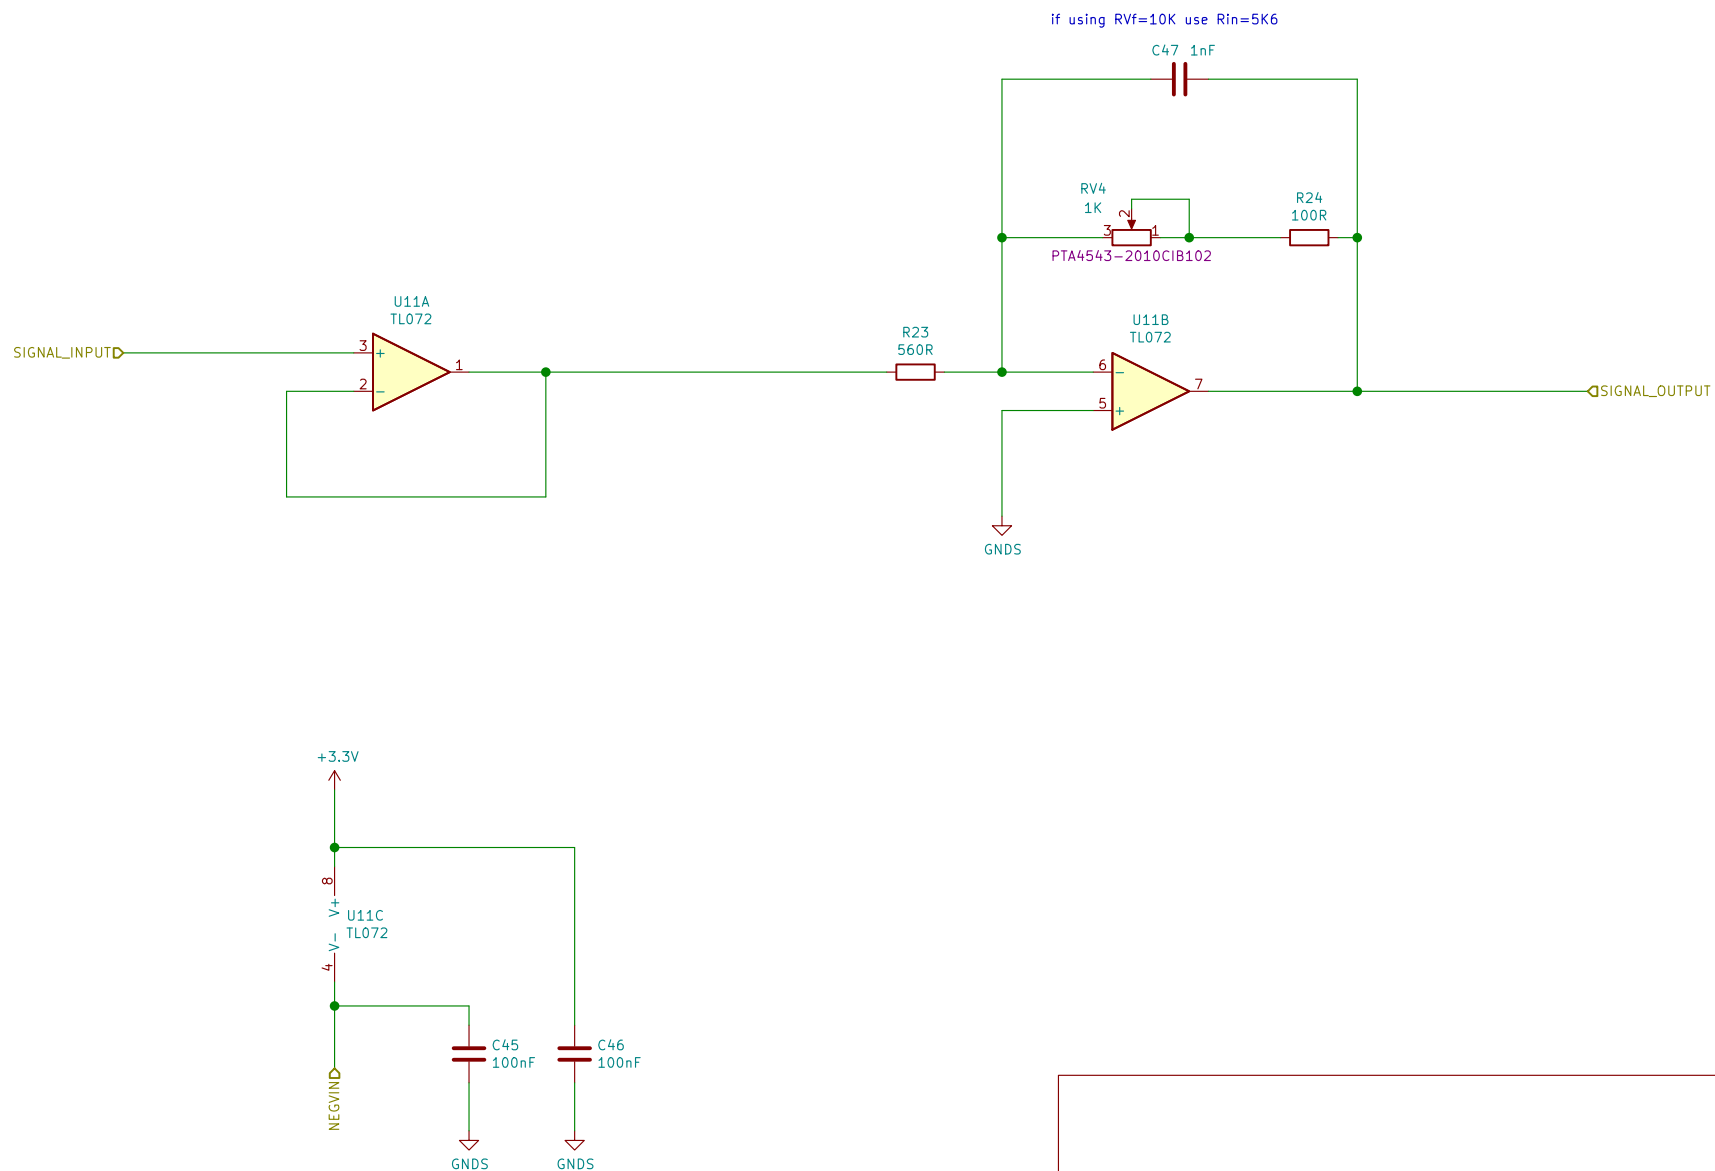 if using RVf=10K use Rin=5K6
C47 1nF
RV4
1K
2
3
1
PTA4543-2010CIB102
R24
100R
U11A
TL072
SIGNAL_INPUT
3
+
2
−
1
R23
560R
U11B
TL072
6
−
5
+
7
SIGNAL_OUTPUT
GNDS
+3.3V
8
V+
U11C
TL072
V-
4
NEGVIN
C45
100nF
C46
100nF
GNDS
GNDS